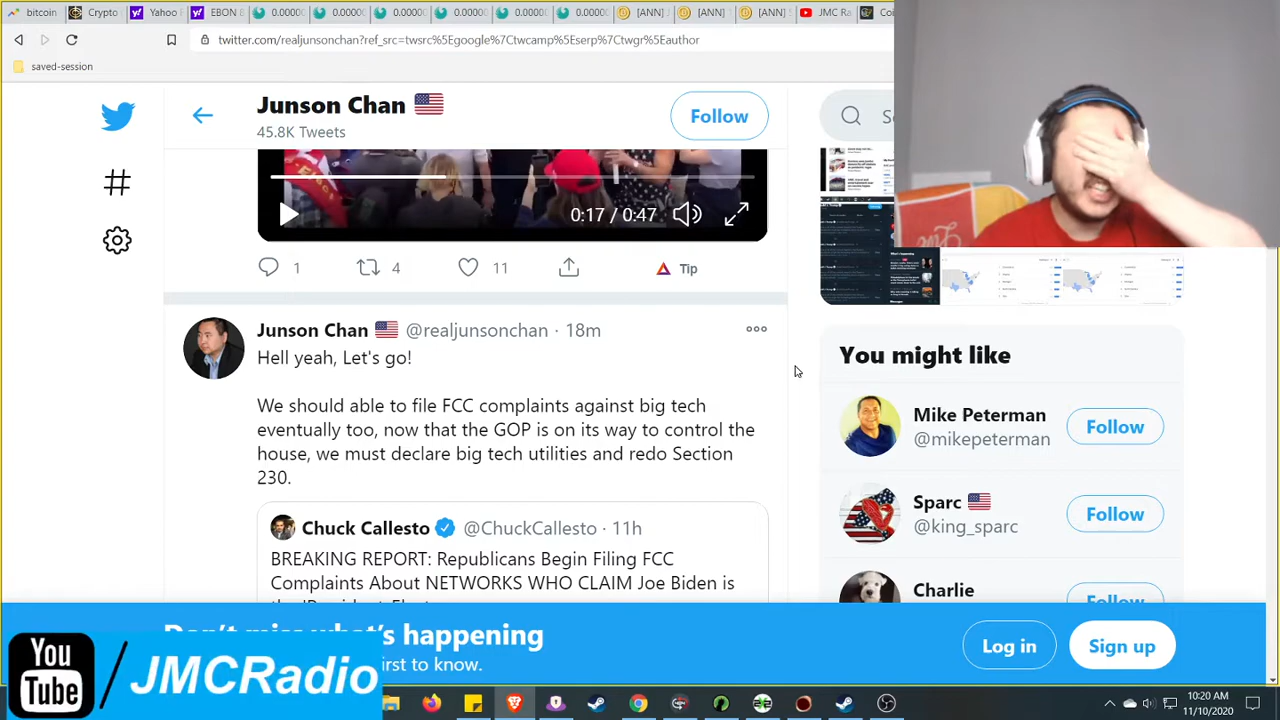 bitcoin
Crypto
Yahoo
EBON
0.0000
0.0000
0.0000
0.0000
0.0000
0.0000
[ANN]
[ANN]
[ANN]
JMC Ra
twitter.com/realjunsonchan?ref_src=twsrc%5egoogle%7Ctwcamp%5Eserp%7Ctwgr%5Eauthor
saved-session
Junson Chan
45.8K Tweets
Follow
0:17 / 0:47
4
11
Tip
Junson Chan @realjunsonchan · 18m
Hell yeah, Let's go!
We should able to file FCC complaints against big tech
eventually too, now that the GOP is on its way to control the
house, we must declare big tech utilities and redo Section
230.
Chuck Callesto @ChuckCallesto · 11h
BREAKING REPORT: Republicans Begin Filing FCC
Complaints About NETWORKS WHO CLAIM Joe Biden is
You might like
Mike Peterman
@mikepeterman
Follow
Sparc
@king_sparc
Follow
Charlie
Follow
Don't miss what's happening
first to know.
Log in
Sign up
You
Tube
/JMCRadio
10:20 AM
11/10/2020